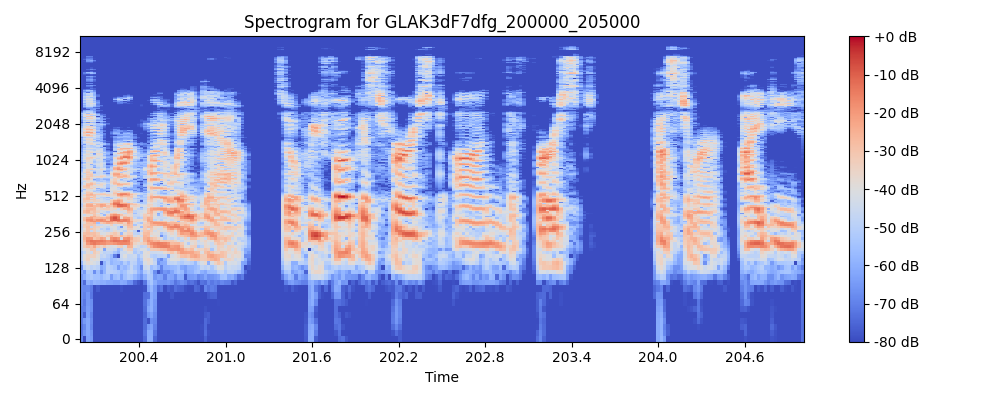 Spectrogram for GLAK3dF7dfg_200000_205000
8192
4096
2048
1024
512
256
128
64
0
Hz
200.4
201.0
201.6
202.2
202.8
203.4
204.0
204.6
Time
+0 dB
-10 dB
-20 dB
-30 dB
-40 dB
-50 dB
-60 dB
-70 dB
-80 dB